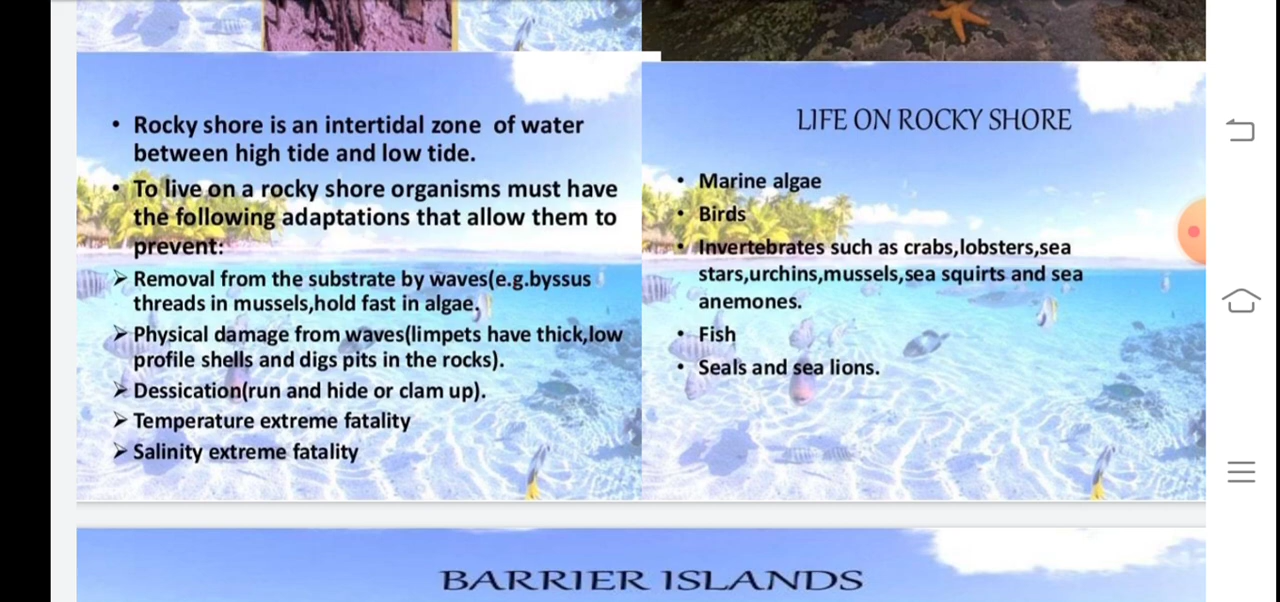 • Rocky shore is an intertidal zone of water
between high tide and low tide.
• To live on a rocky shore organisms must have
the following adaptations that allow them to
prevent:
➢ Removal from the substrate by waves(e.g.byssus
threads in mussels,hold fast in algae.
➢ Physical damage from waves(limpets have thick,low
profile shells and digs pits in the rocks).
➢ Dessication(run and hide or clam up).
➢ Temperature extreme fatality
➢ Salinity extreme fatality
LIFE ON ROCKY SHORE
• Marine algae
• Birds
• Invertebrates such as crabs,lobsters,sea
stars,urchins,mussels,sea squirts and sea
anemones.
• Fish
• Seals and sea lions.
BARRIER ISLANDS